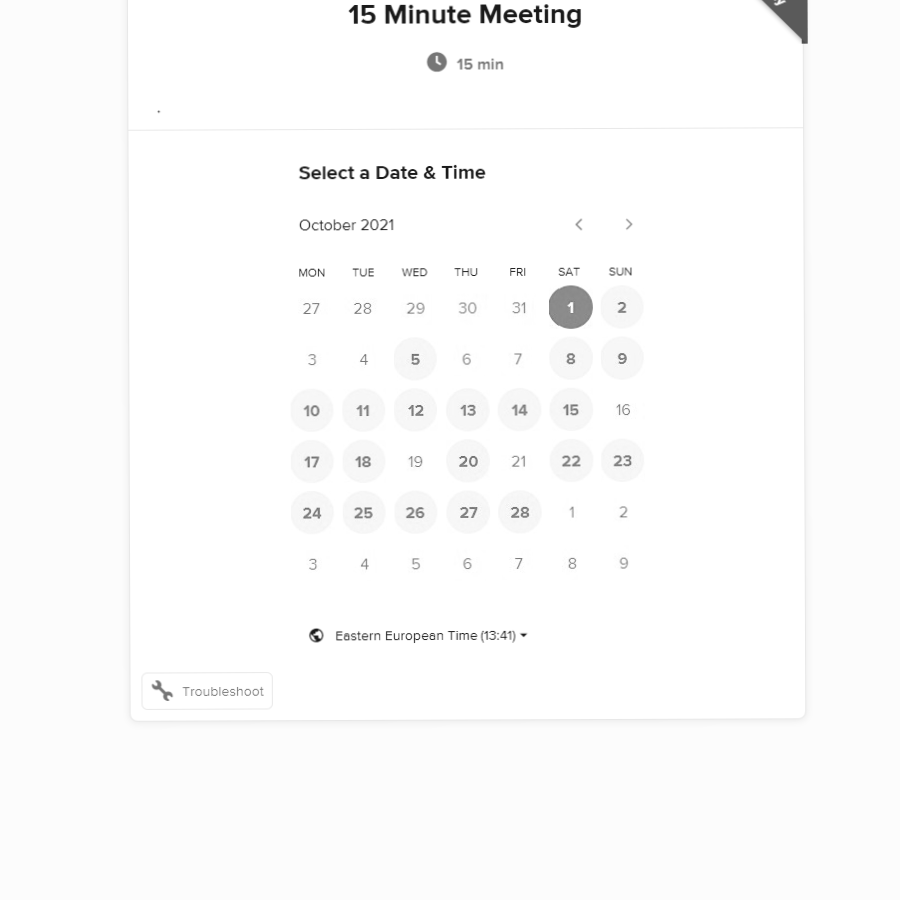 15 Minute Meeting
15 min
.
Select a Date & Time
October 2021
MON TUE WED THU FRI SAT SUN
27 28 29 30 31 1 2
3 4 5 6 7 8 9
10 11 12 13 14 15 16
17 18 19 20 21 22 23
24 25 26 27 28 1 2
3 4 5 6 7 8 9
Eastern European Time (13:41)
Troubleshoot